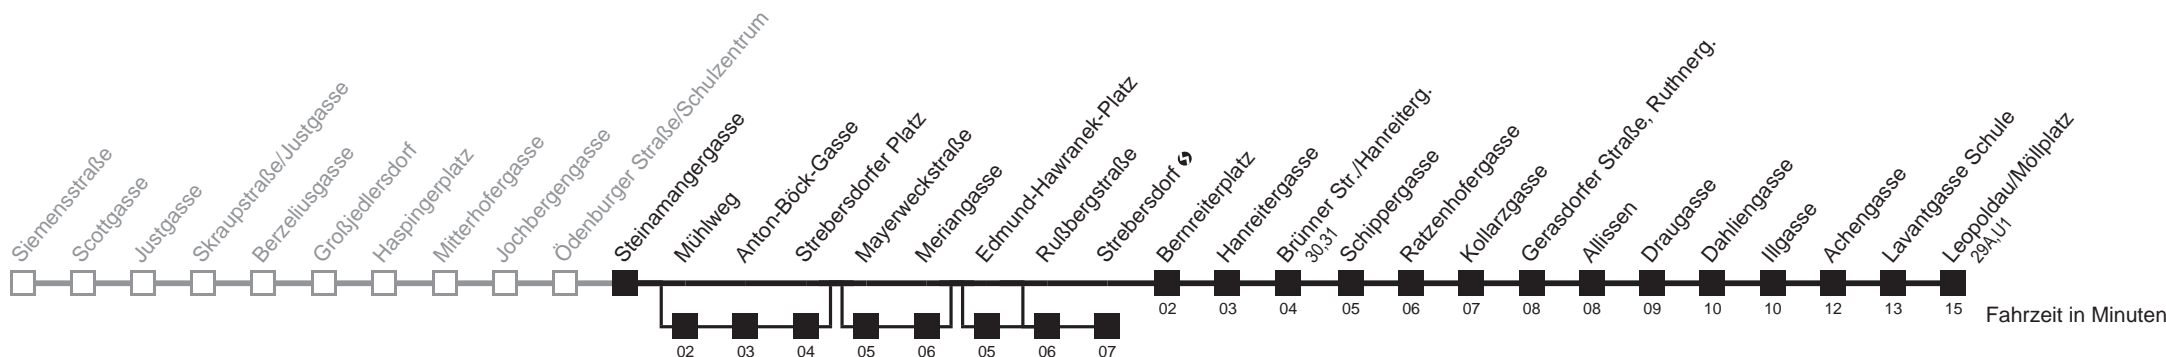 Siemensstraße
Scottgasse
Justgasse
Skraupstraße/Justgasse
Berzeliusgasse
Großjedlersdorf
Haspingerplatz
Mitterhofergasse
Jochbergengasse
Ödenburger Straße/Schulzentrum
Steinamangergasse
Mühlweg
Anton-Böck-Gasse
Strebersdorfer Platz
Mayerweckstraße
Meriangasse
Edmund-Hawranek-Platz
Rußbergstraße
Strebersdorf
Bernreiterplatz
Hanreitergasse
Brünner Str./Hanreiterg.
30,31
Schippergasse
Ratzenhofergasse
Kollarzgasse
Gerasdorfer Straße, Ruthnerg.
Allissen
Draugasse
Dahliengasse
Illgasse
Achengasse
Lavantgasse Schule
Leopoldau/Möllplatz
29A,U1
02 03 04 05 06 07 08 08 09 10 10 12 13 15
Fahrzeit in Minuten
02 03 04 05 06 05 06 07